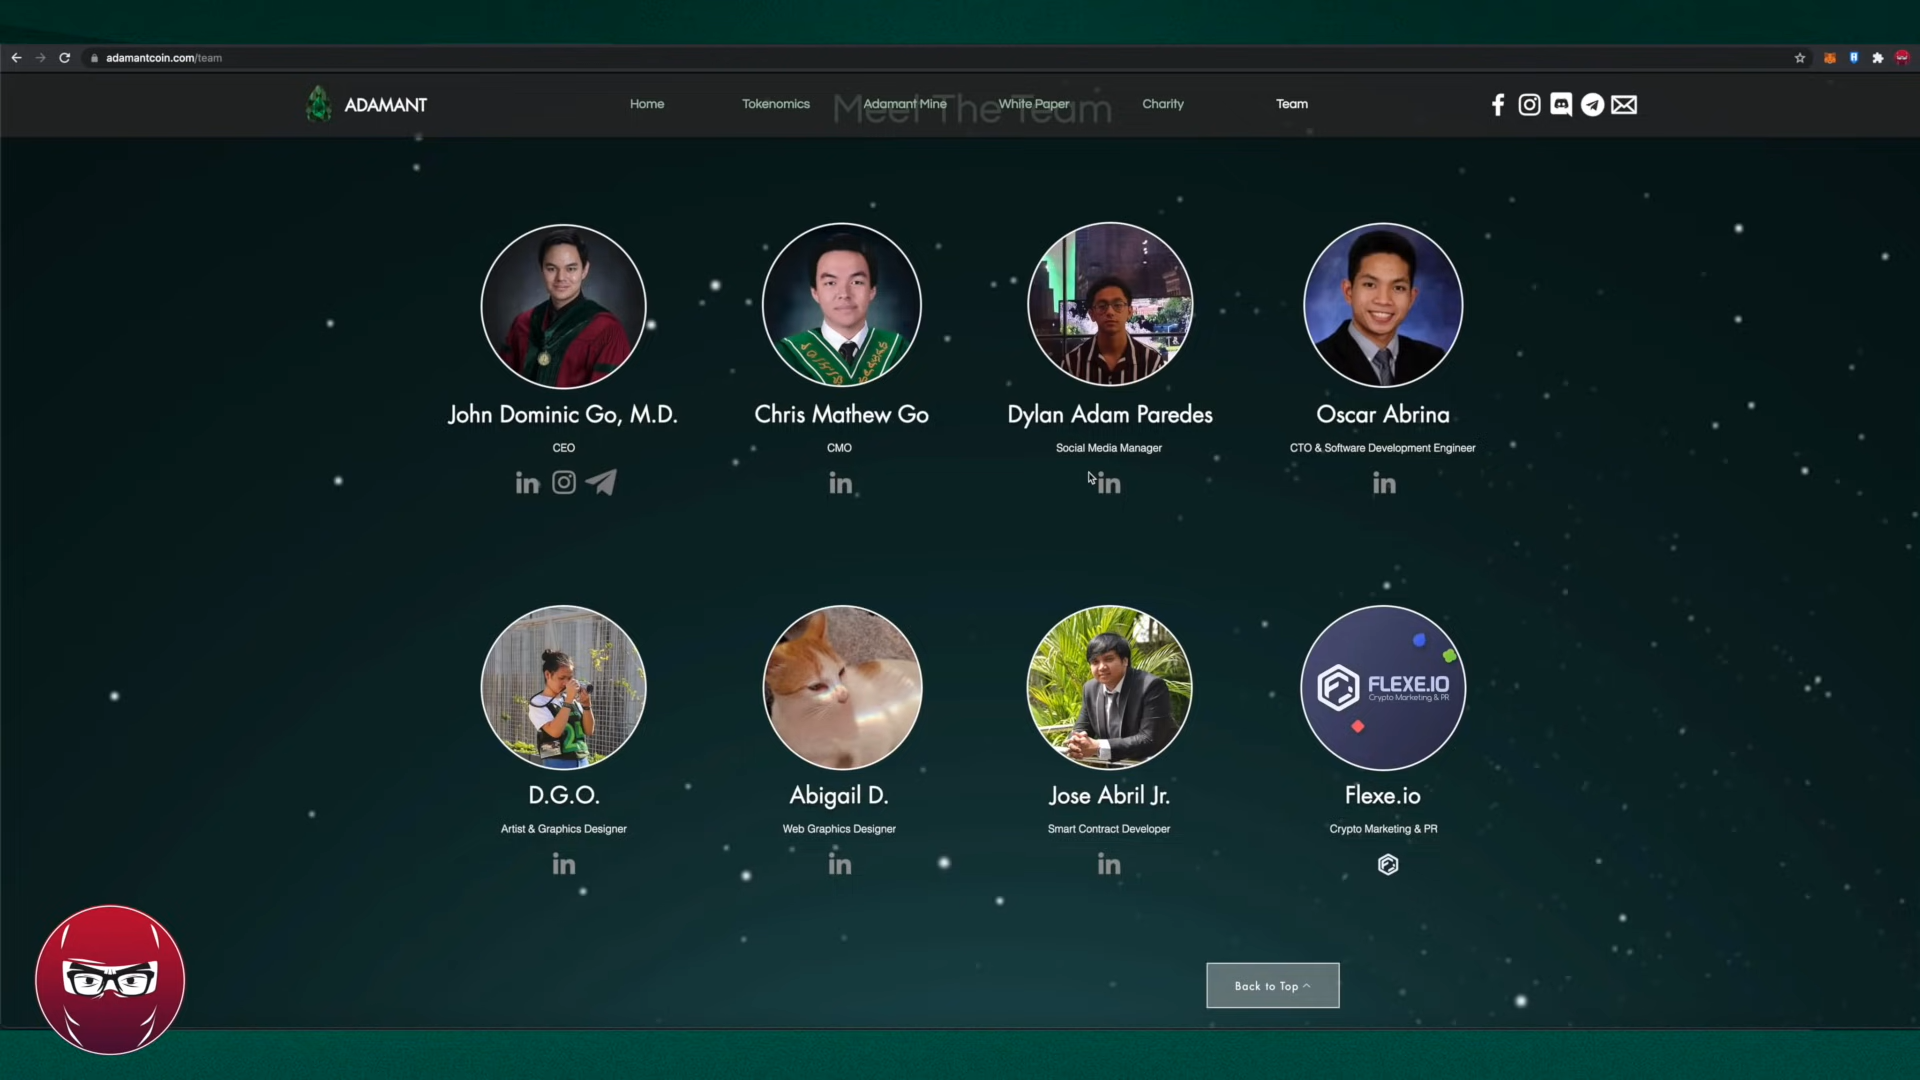 adamantcoin.com/team
ADAMANT
Home
Tokenomics
Adamant Mine
White Paper
Charity
Team
Meet The Team
John Dominic Go, M.D.
Chris Mathew Go
Dylan Adam Paredes
Oscar Abrina
CEO
CMO
Social Media Manager
CTO & Software Development Engineer
FLEXE.IO
Crypto Marketing & PR
D.G.O.
Abigail D.
Jose Abril Jr.
Flexe.io
Artist & Graphics Designer
Web Graphics Designer
Smart Contract Developer
Crypto Marketing & PR
Back to Top